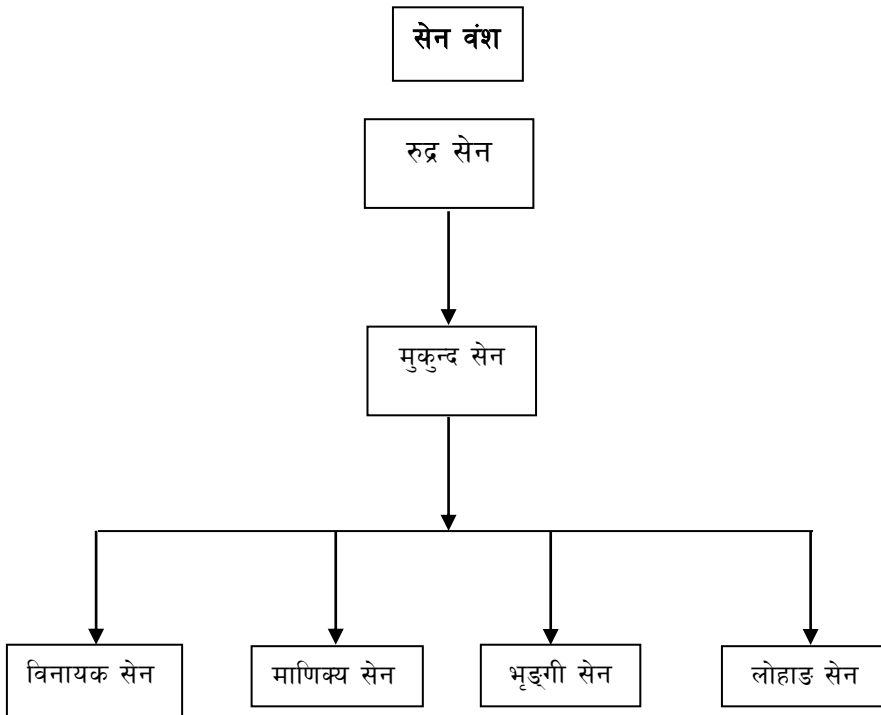 सेन वंश
रुद्र सेन
मुकुन्द सेन
विनायक सेन
माणिक्य सेन
भृङ्गी सेन
लोहाङ सेन